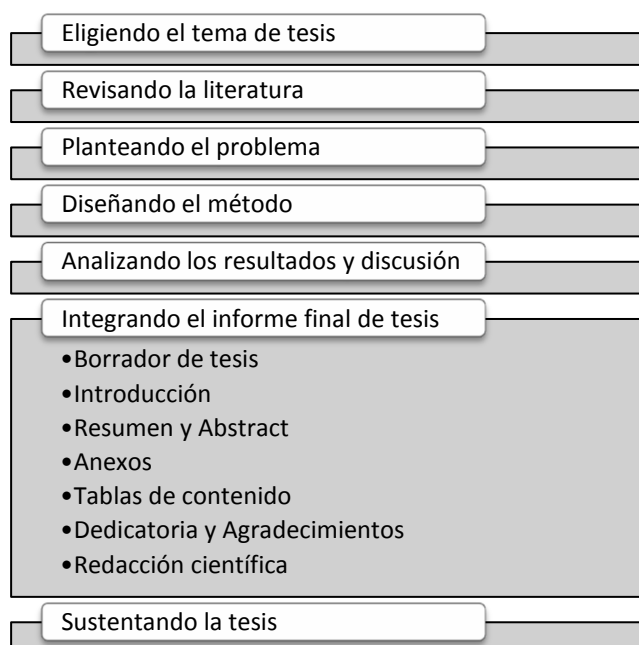 Eligiendo el tema de tesis
Revisando la literatura
Planteando el problema
Diseñando el método
Analizando los resultados y discusión
Integrando el informe final de tesis
•Borrador de tesis
•Introducción
•Resumen y Abstract
•Anexos
•Tablas de contenido
•Dedicatoria y Agradecimientos
•Redacción científica
Sustentando la tesis